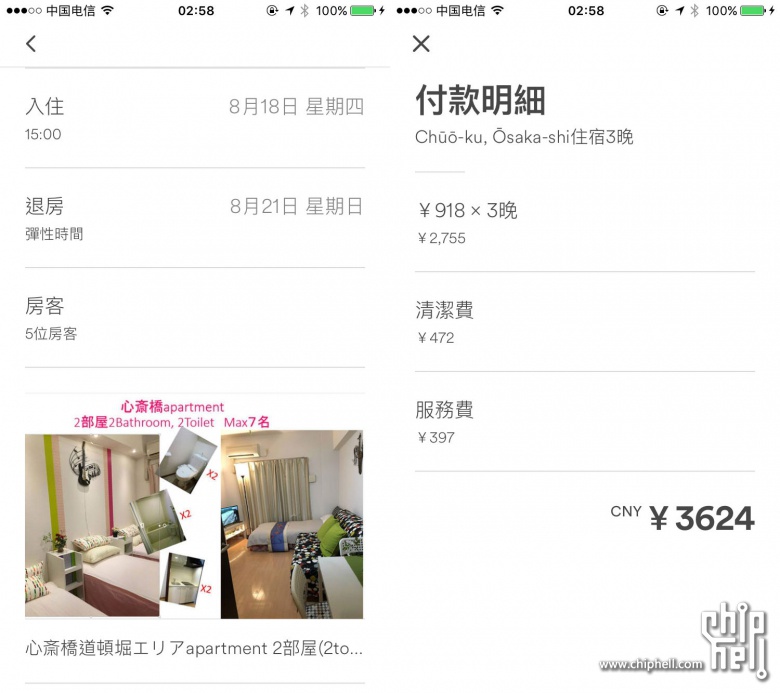 中国电信 02:58 100%
入住 8月18日 星期四
15:00
退房 8月21日 星期日
彈性時間
房客
5位房客
心斎橋apartment
2部屋2Bathroom, 2Toilet Max7名
X2
X2
X2
心斎橋道頓堀エリアapartment 2部屋(2to...
中国电信 02:58 100%
付款明細
Chūō-ku, Ōsaka-shi住宿3晚
¥918 × 3晚
¥2,755
清潔費
¥472
服務費
¥397
CNY ¥3624
www.chiphell.com
chip
hell